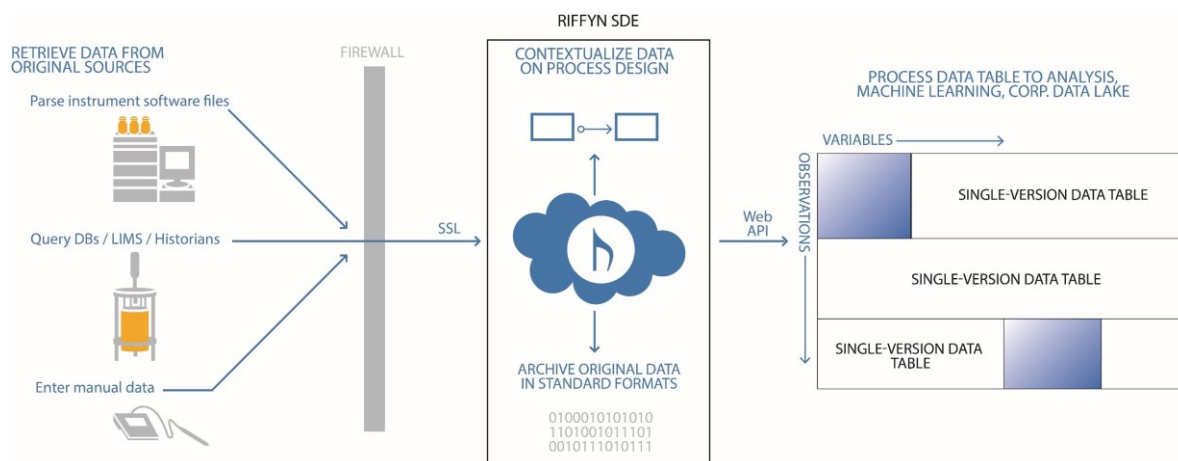 RIFFYN SDE
RETRIEVE DATA FROM
ORIGINAL SOURCES
Parse instrument software files
Query DBs / LIMS / Historians
Enter manual data
FIREWALL
SSL
CONTEXTUALIZE DATA
ON PROCESS DESIGN
ARCHIVE ORIGINAL DATA
IN STANDARD FORMATS
0100010101010
1101001011101
0010111010111
Web
API
PROCESS DATA TABLE TO ANALYSIS,
MACHINE LEARNING, CORP. DATA LAKE
VARIABLES
OBSERVATIONS
SINGLE-VERSION DATA TABLE
SINGLE-VERSION DATA TABLE
SINGLE-VERSION DATA
TABLE